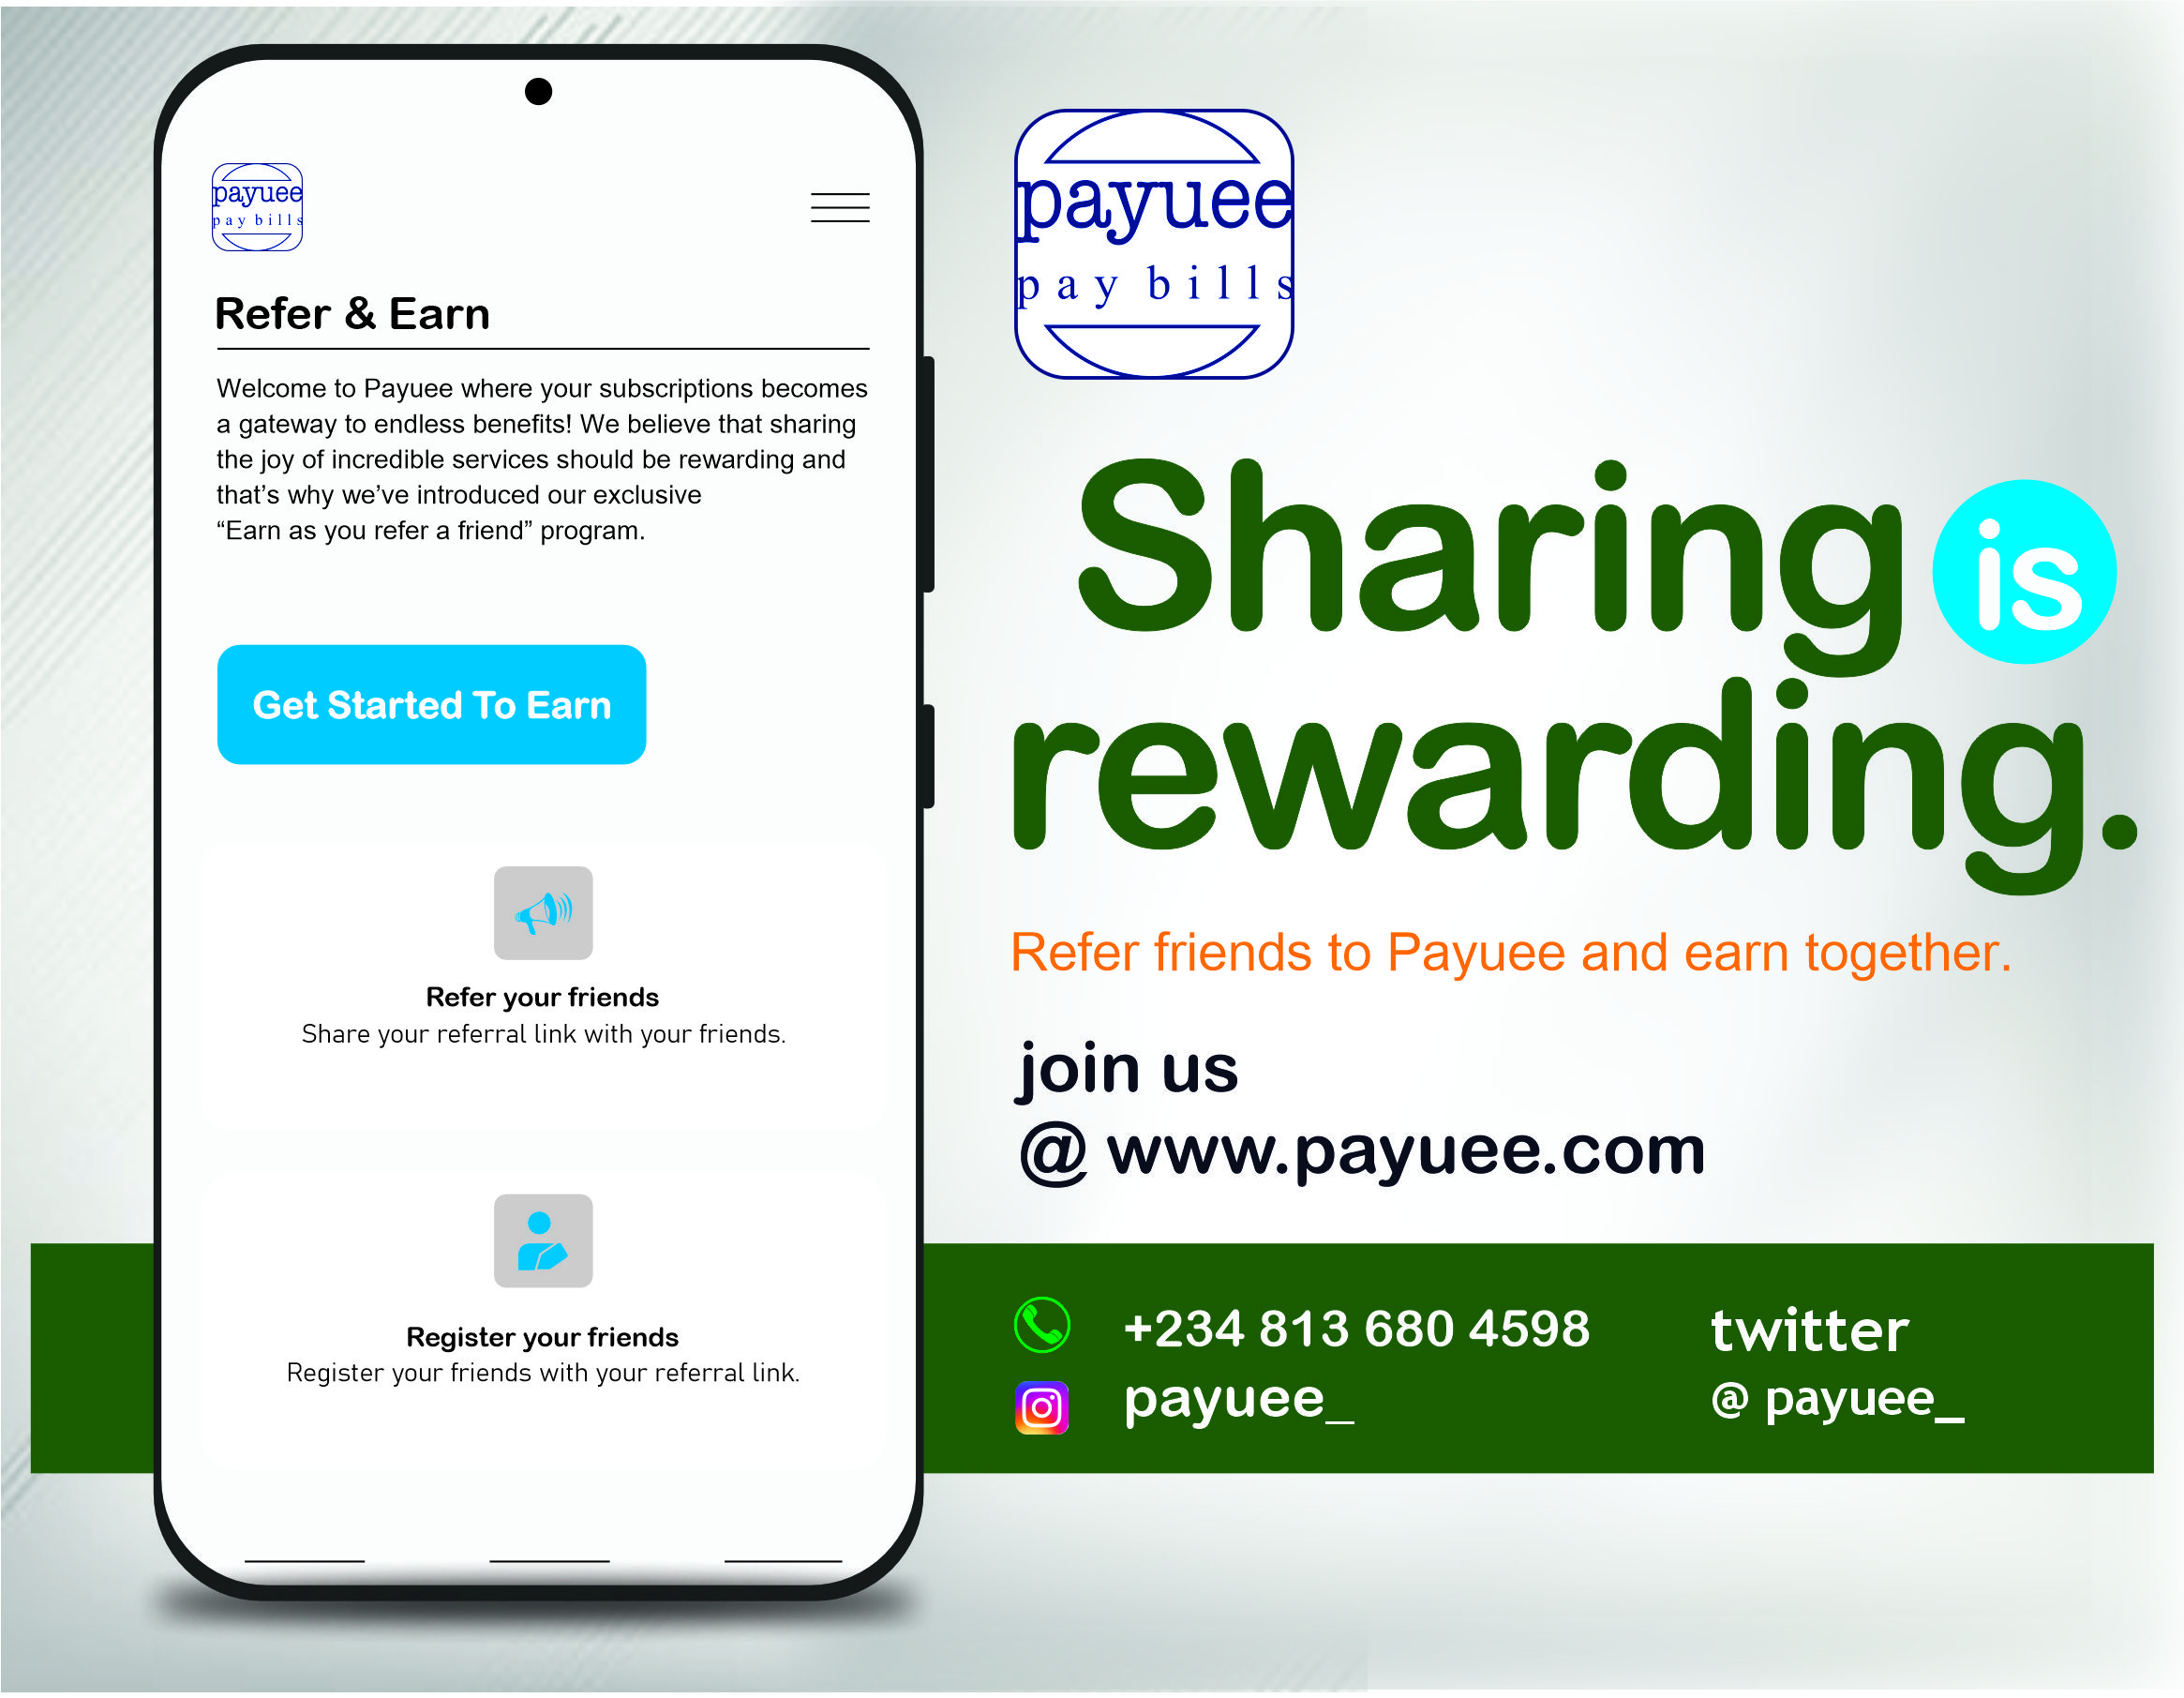 payuee
pay bills
Refer & Earn
Welcome to Payuee where your subscriptions becomes
a gateway to endless benefits! We believe that sharing
the joy of incredible services should be rewarding and
that’s why we’ve introduced our exclusive
“Earn as you refer a friend” program.
Get Started To Earn
Refer your friends
Share your referral link with your friends.
Register your friends
Register your friends with your referral link.
payuee
pay bills
Sharing is
rewarding.
Refer friends to Payuee and earn together.
join us
@ www.payuee.com
+234 813 680 4598
payuee_
twitter
@ payuee_